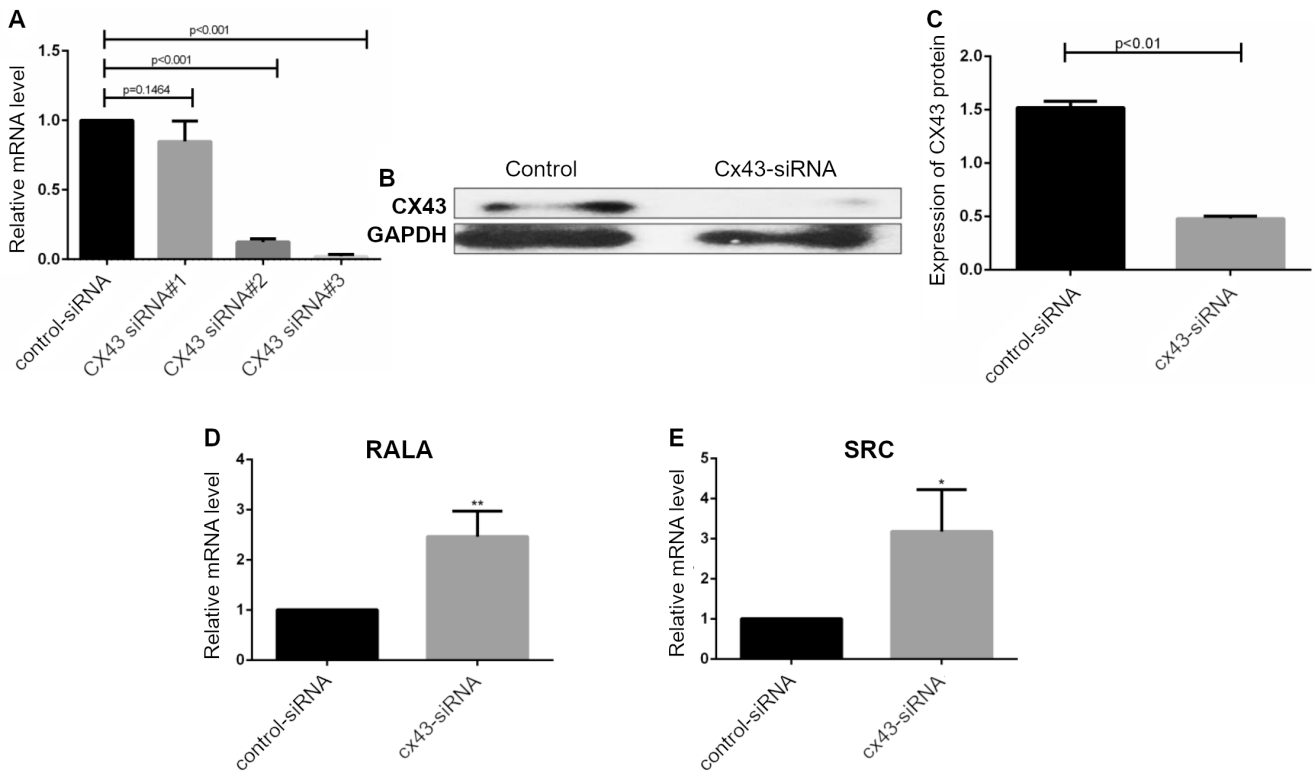 A
p<0.001
p<0.001
p=0.1464
Relative mRNA level
1.5
1.0
0.5
0.0
control-siRNA
CX43 siRNA#1
CX43 siRNA#2
CX43 siRNA#3
B
Control Cx43-siRNA
CX43
GAPDH
C
p<0.01
Expression of CX43 protein
2.0
1.5
1.0
0.5
0.0
control-siRNA
cx43-siRNA
D
RALA
Relative mRNA level
4
3
2
1
0
**
control-siRNA
cx43-siRNA
E
SRC
Relative mRNA level
5
4
3
2
1
0
*
control-siRNA
cx43-siRNA